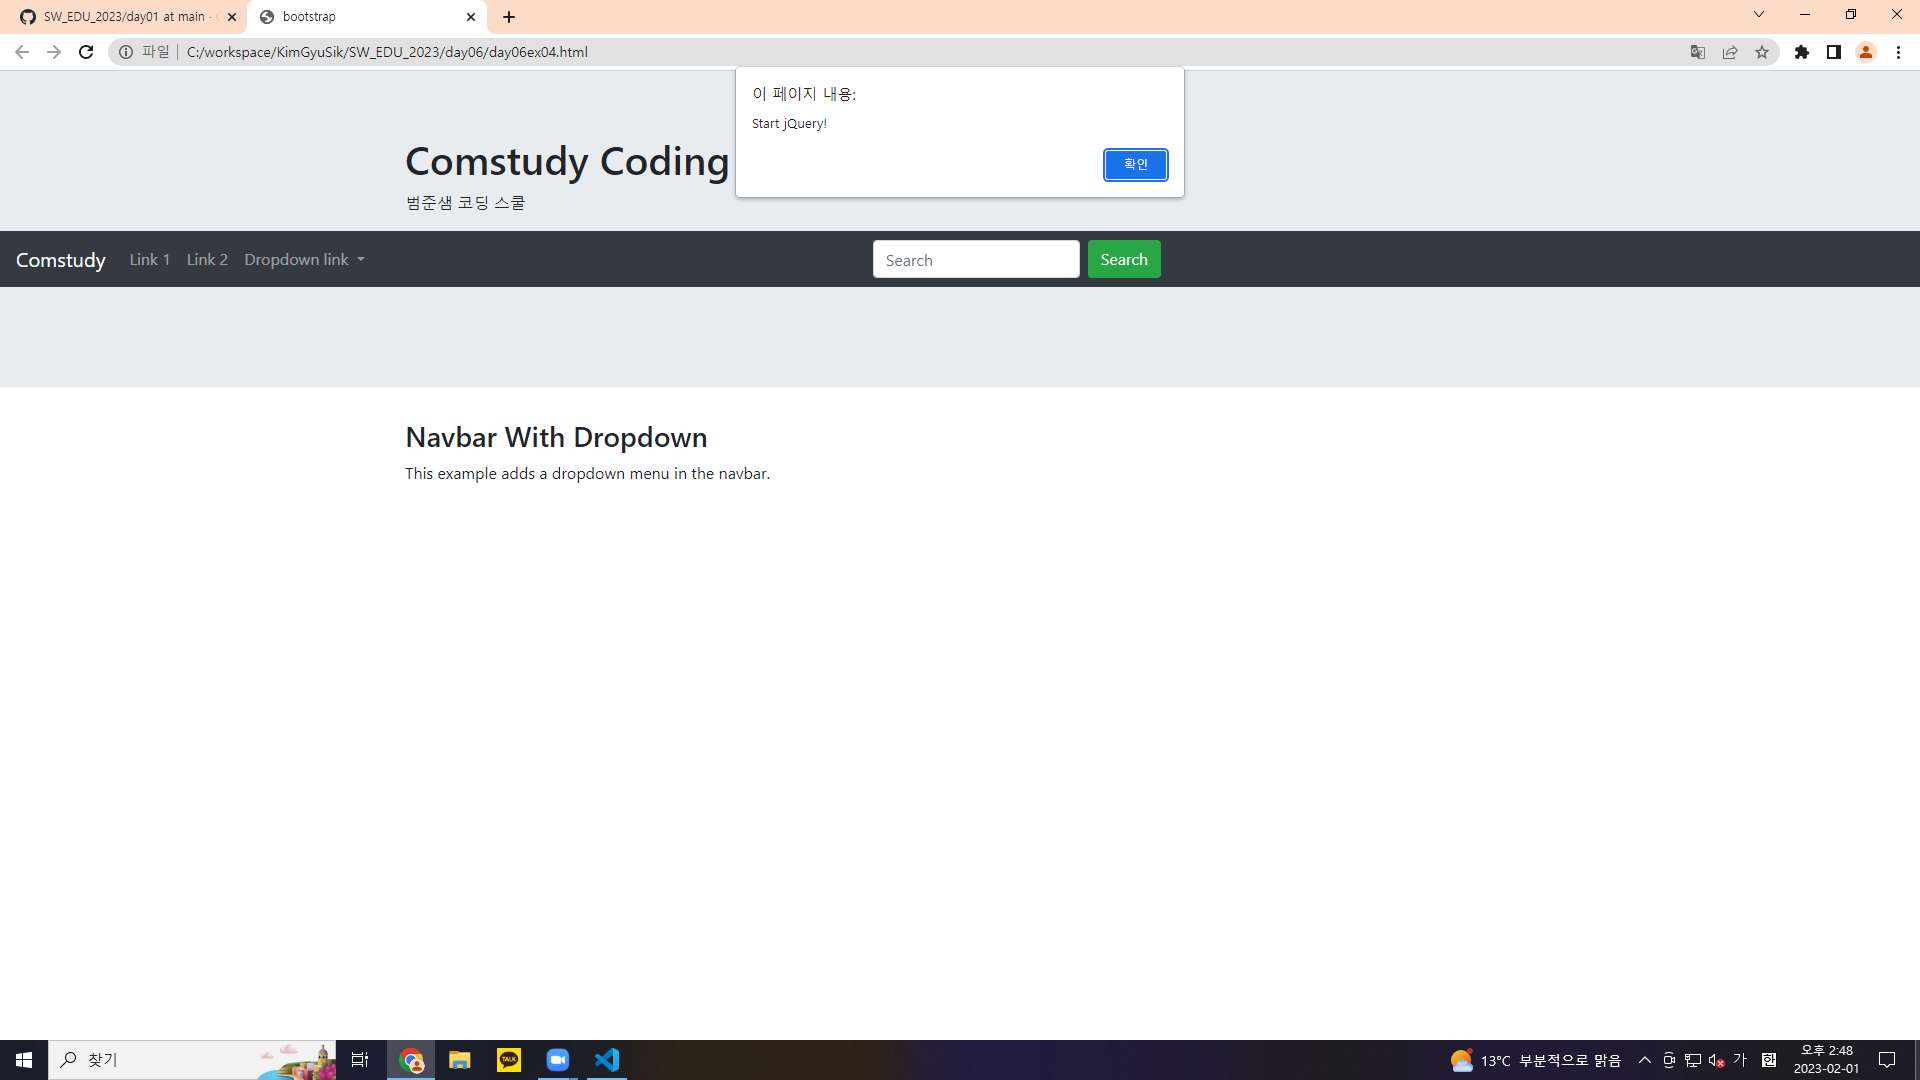 SW_EDU_2023/day01 at main ·
bootstrap
파일
C:/workspace/KimGyuSik/SW_EDU_2023/day06/day06ex04.html
이 페이지 내용:
Start jQuery!
확인
Comstudy Coding
범준샘 코딩 스쿨
Comstudy Link 1 Link 2 Dropdown link Search Search
Navbar With Dropdown
This example adds a dropdown menu in the navbar.
찾기
TALK
13°C 부분적으로 맑음
가
한
오후 2:48
2023-02-01